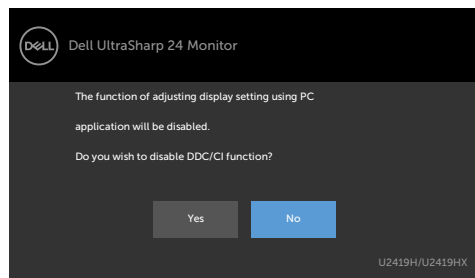 DELL
Dell UltraSharp 24 Monitor
The function of adjusting display setting using PC
application will be disabled.
Do you wish to disable DDC/CI function?
Yes
No
U2419H/U2419HX